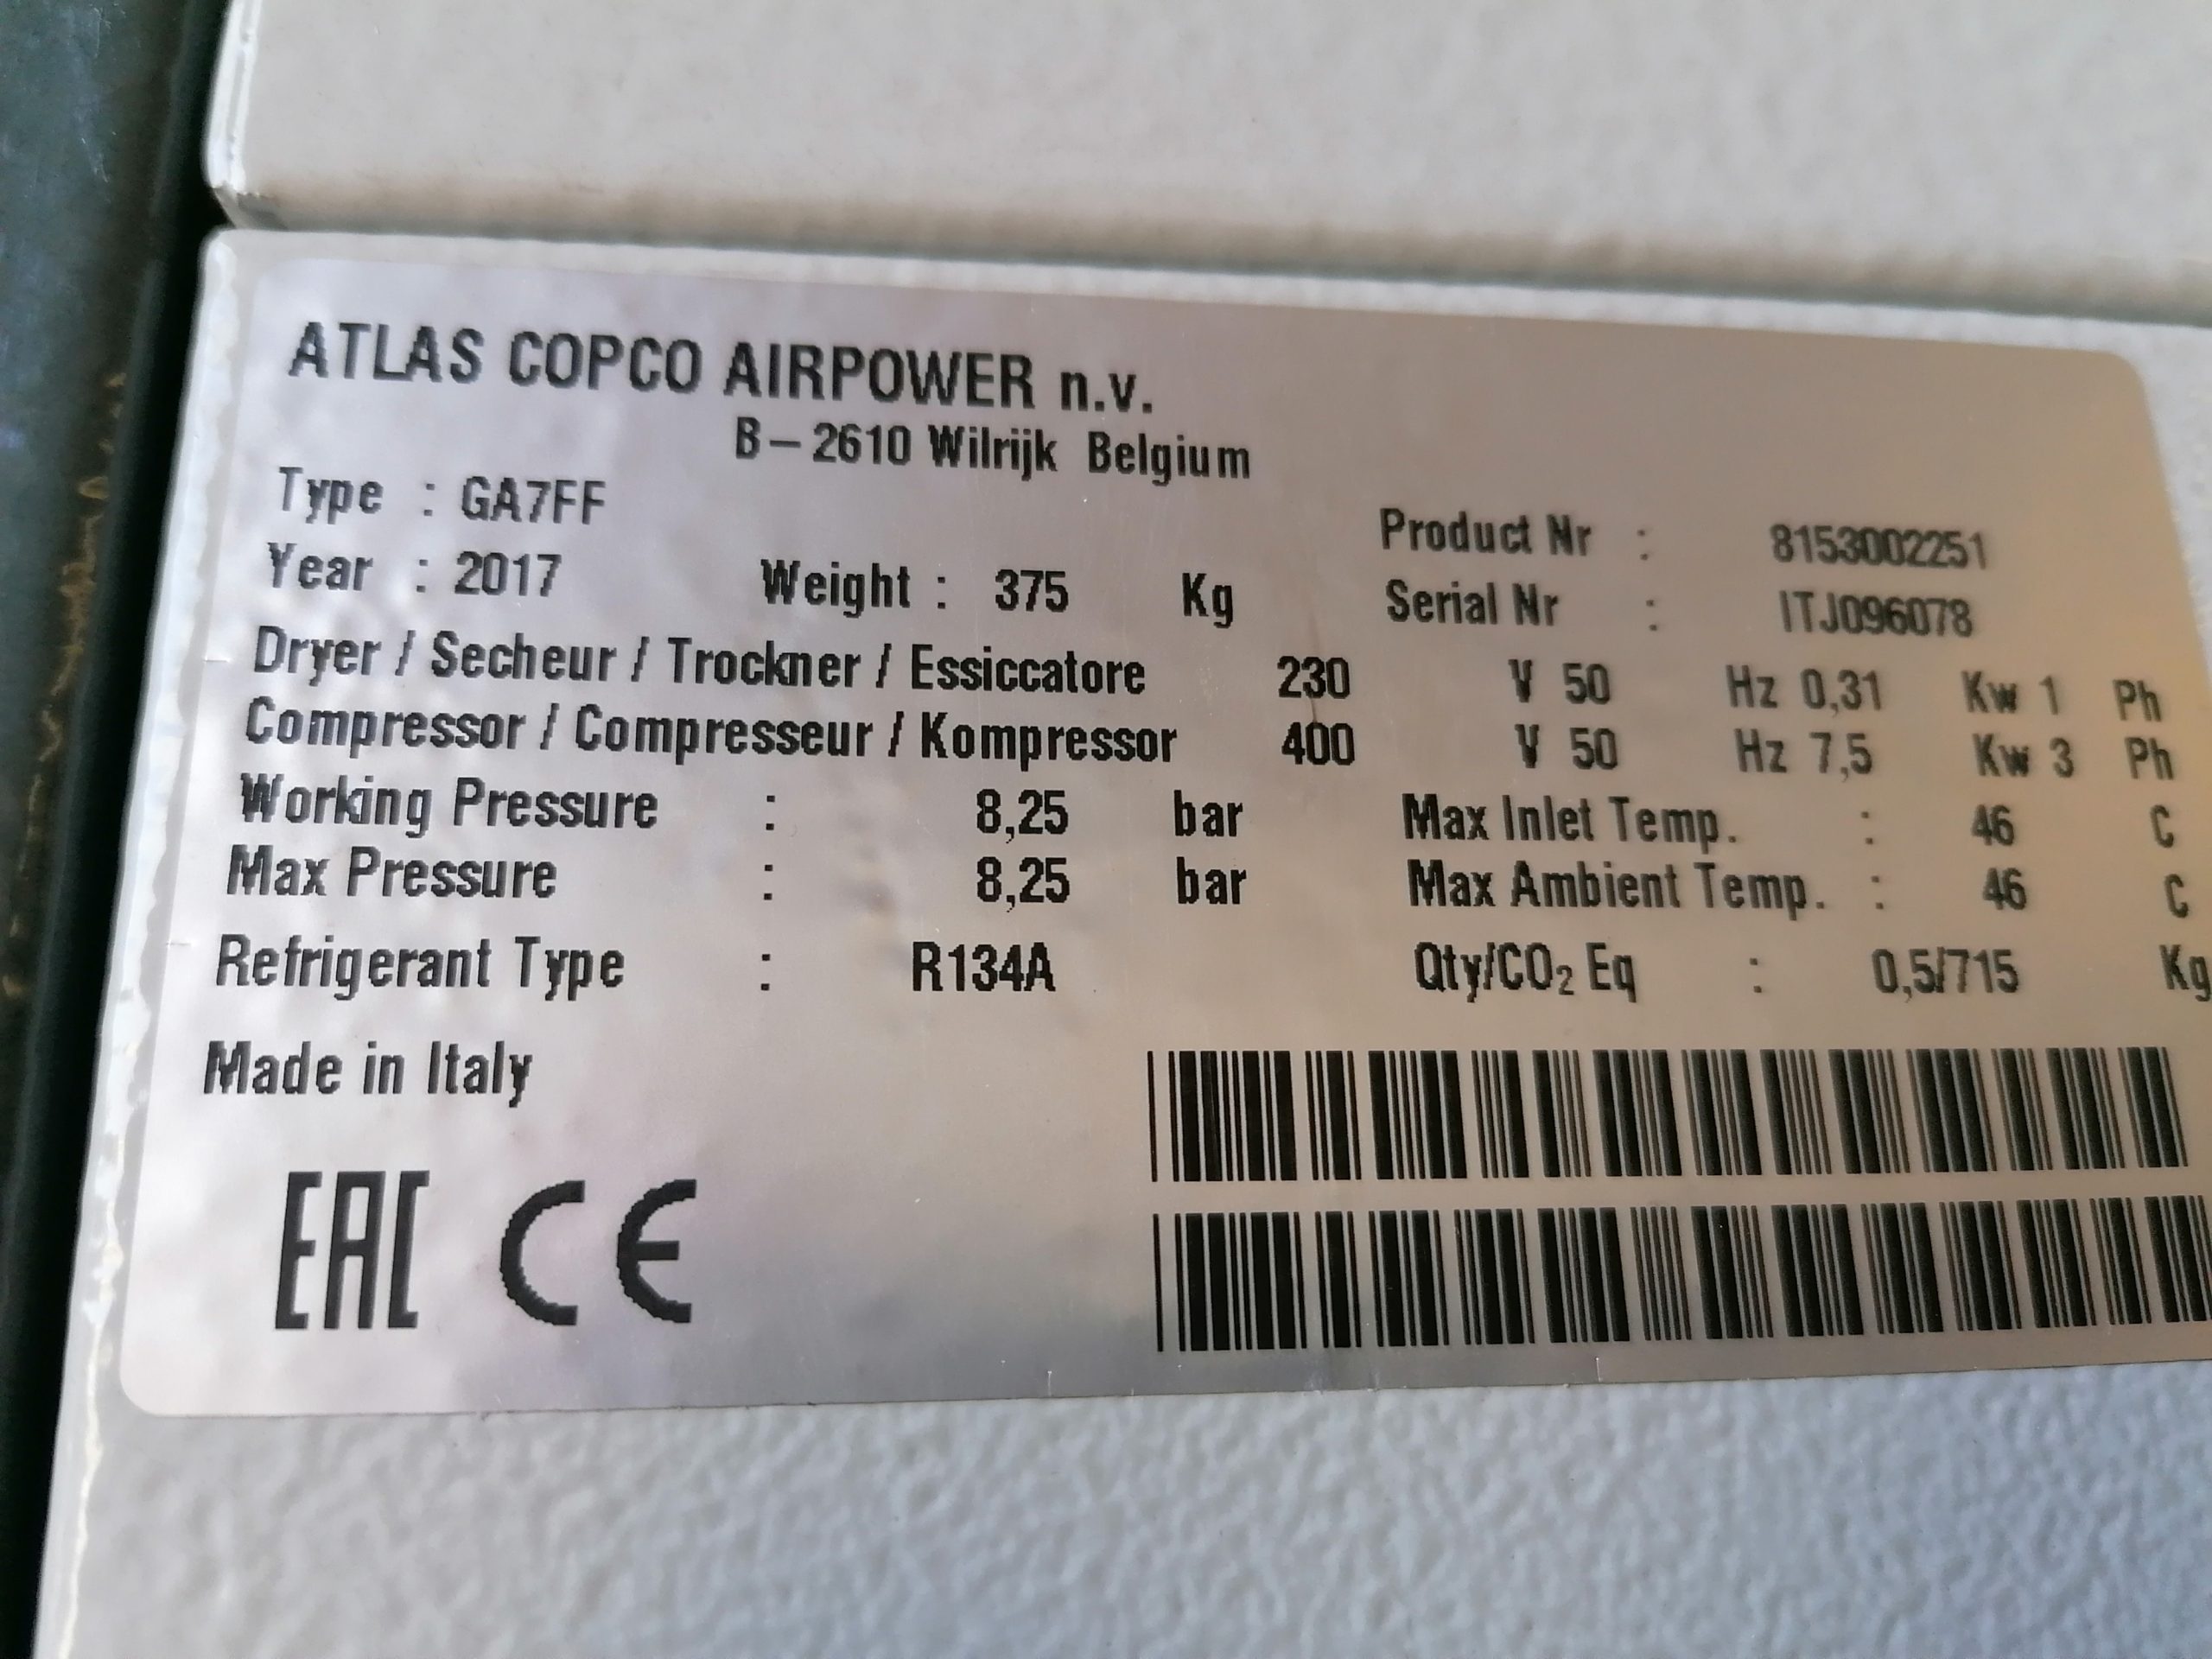 ATLAS COPCO AIRPOWER n.v.
B-2610 Wilrijk Belgium
Type : GA7FF
Product Nr : 8153002251
Year : 2017 Weight : 375 Kg
Serial Nr : ITJ096078
Dryer / Secheur / Trockner / Essiccatore 230 V 50 Hz 0,31 Kw 1 Ph
Compressor / Compresseur / Kompressor 400 V 50 Hz 7,5 Kw 3 Ph
Working Pressure : 8,25 bar Max Inlet Temp. : 46 C
Max Pressure : 8,25 bar Max Ambient Temp. : 46 C
Refrigerant Type : R134A Qty/CO₂ Eq : 0,5/715 Kg
Made in Italy
EAC CE